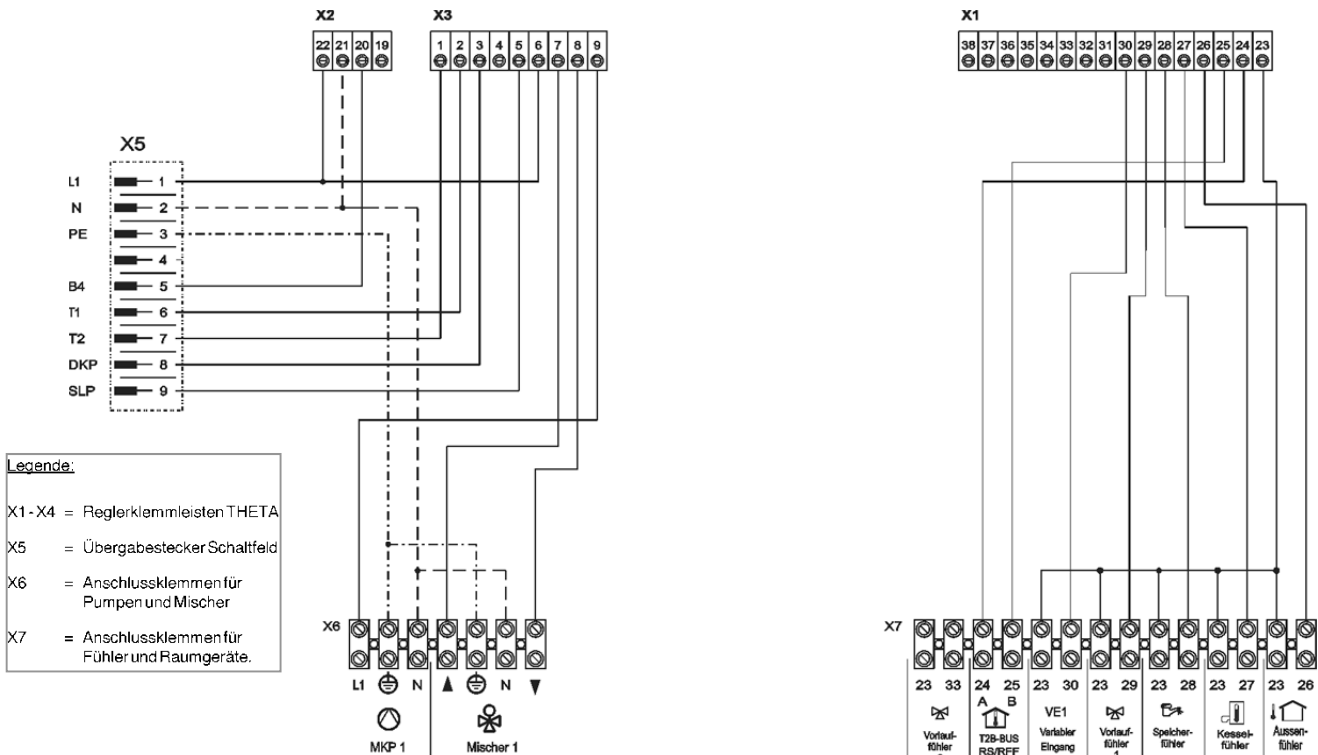 X2 X3 X1
22 21 20 19 1 2 3 4 5 6 7 8 9 38 37 36 35 34 33 32 31 30 29 28 27 26 25 24 23
X5
L1 1
N 2
PE 3
4
B4 5
T1 6
T2 7
DKP 8
SLP 9
Legende:
X1 - X4 = Reglerklemmleisten THETA
X5 = Übergabestecker Schaltfeld
X6 = Anschlussklemmen für
Pumpen und Mischer
X7 = Anschlussklemmen für
Fühler und Raumgeräte.
X6 X7
L1 N N 23 33 24 25 23 30 23 29 23 28 23 27 23 26
A B
MKP 1 Mischer 1
Vorlauf-
fühler
T2B-BUS
RS/RFF
VE1
Variabler
Eingang
Vorlauf-
fühler
1
Speicher-
fühler
Kessel-
fühler
Aussen-
fühler